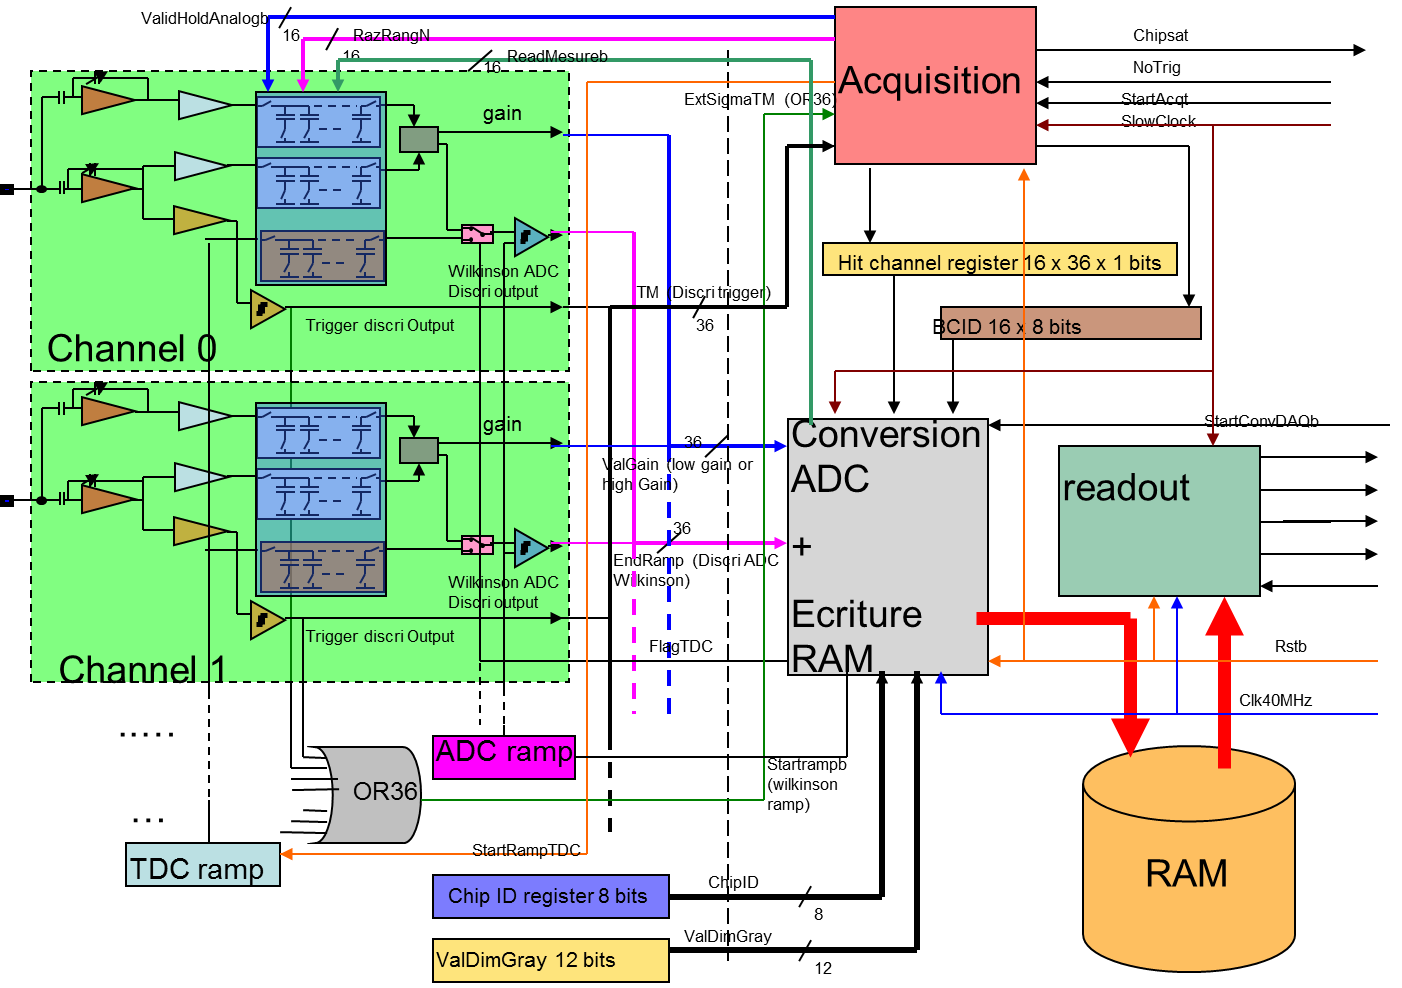 ValidHoldAnalogb
16
RazRangN
16
ReadMesureb
16
Acquisition
Chipsat
NoTrig
StartAcqt
SlowClock
ExtSigmaTM (OR36)
gain
Wilkinson ADC
Discri output
Trigger discri Output
Channel 0
TM (Discri trigger)
36
Hit channel register 16 x 36 x 1 bits
BCID 16 x 8 bits
gain
Wilkinson ADC
Discri output
Trigger discri Output
Channel 1
36
ValGain (low gain or
high Gain)
36
EndRamp (Discri ADC
Wilkinson)
FlagTDC
Conversion
ADC
+
Ecriture
RAM
StartConvDAQb
readout
Rstb
Clk40MHz
.....
...
OR36
ADC ramp
Startrampb
(wilkinson
ramp)
TDC ramp
StartRampTDC
Chip ID register 8 bits
ChipID
8
ValDimGray 12 bits
ValDimGray
12
RAM